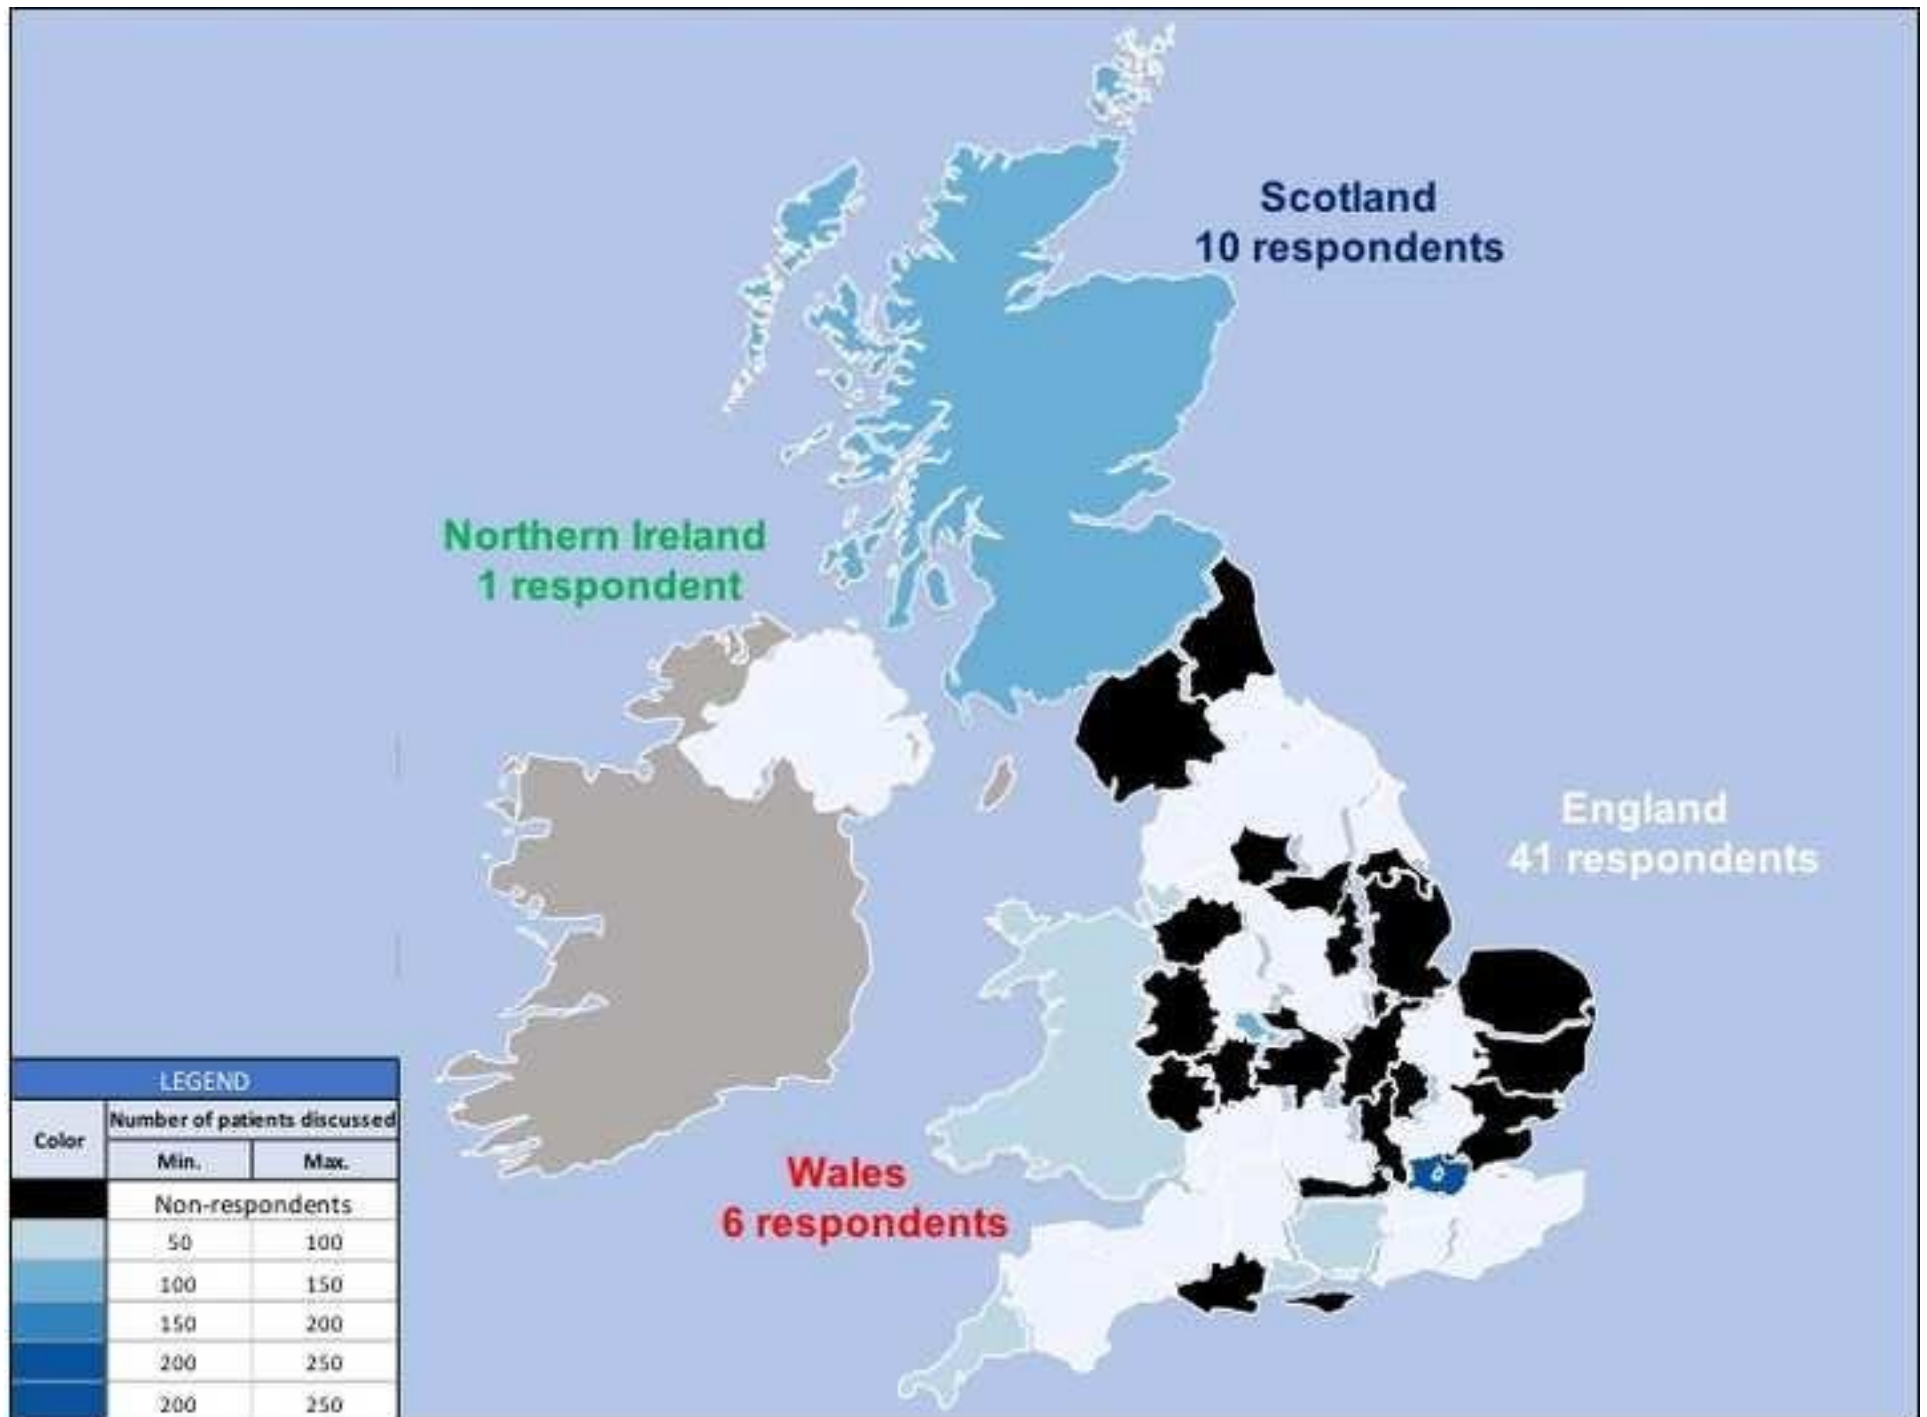 Scotland
10 respondents
Northern Ireland
1 respondent
England
41 respondents
Wales
6 respondents
LEGEND
Color
Number of patients discussed
Min. Max.
Non-respondents
50 100
100 150
150 200
200 250
200 250